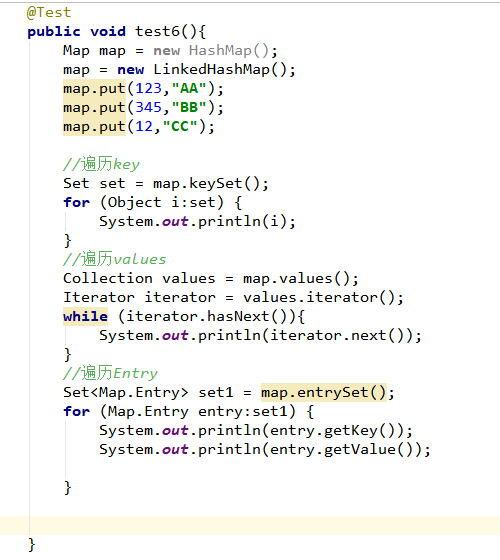 @Test
public void test6(){
Map map = new HashMap();
map = new LinkedHashMap();
map.put(123,"AA");
map.put(345,"BB");
map.put(12,"CC");
//遍历key
Set set = map.keySet();
for (Object i:set) {
System.out.println(i);
}
//遍历values
Collection values = map.values();
Iterator iterator = values.iterator();
while (iterator.hasNext()){
System.out.println(iterator.next());
}
//遍历Entry
Set<Map.Entry> set1 = map.entrySet();
for (Map.Entry entry:set1) {
System.out.println(entry.getKey());
System.out.println(entry.getValue());
}
}